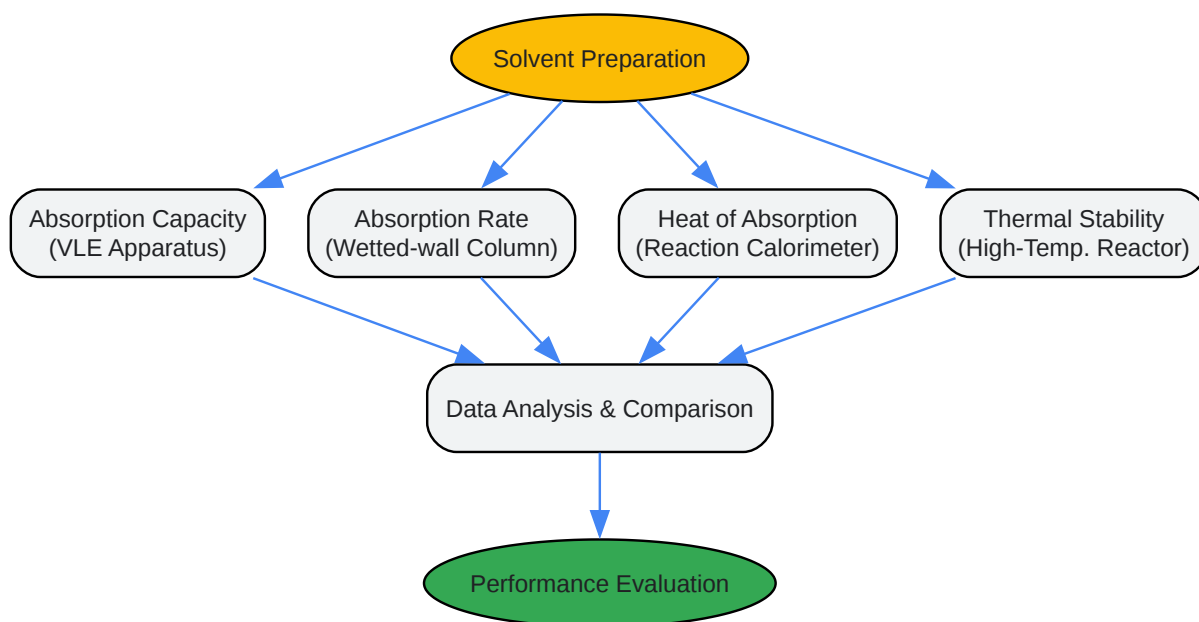 Solvent Preparation
Absorption Capacity
(VLE Apparatus)
Absorption Rate
(Wetted-wall Column)
Heat of Absorption
(Reaction Calorimeter)
Thermal Stability
(High-Temp. Reactor)
Data Analysis & Comparison
Performance Evaluation